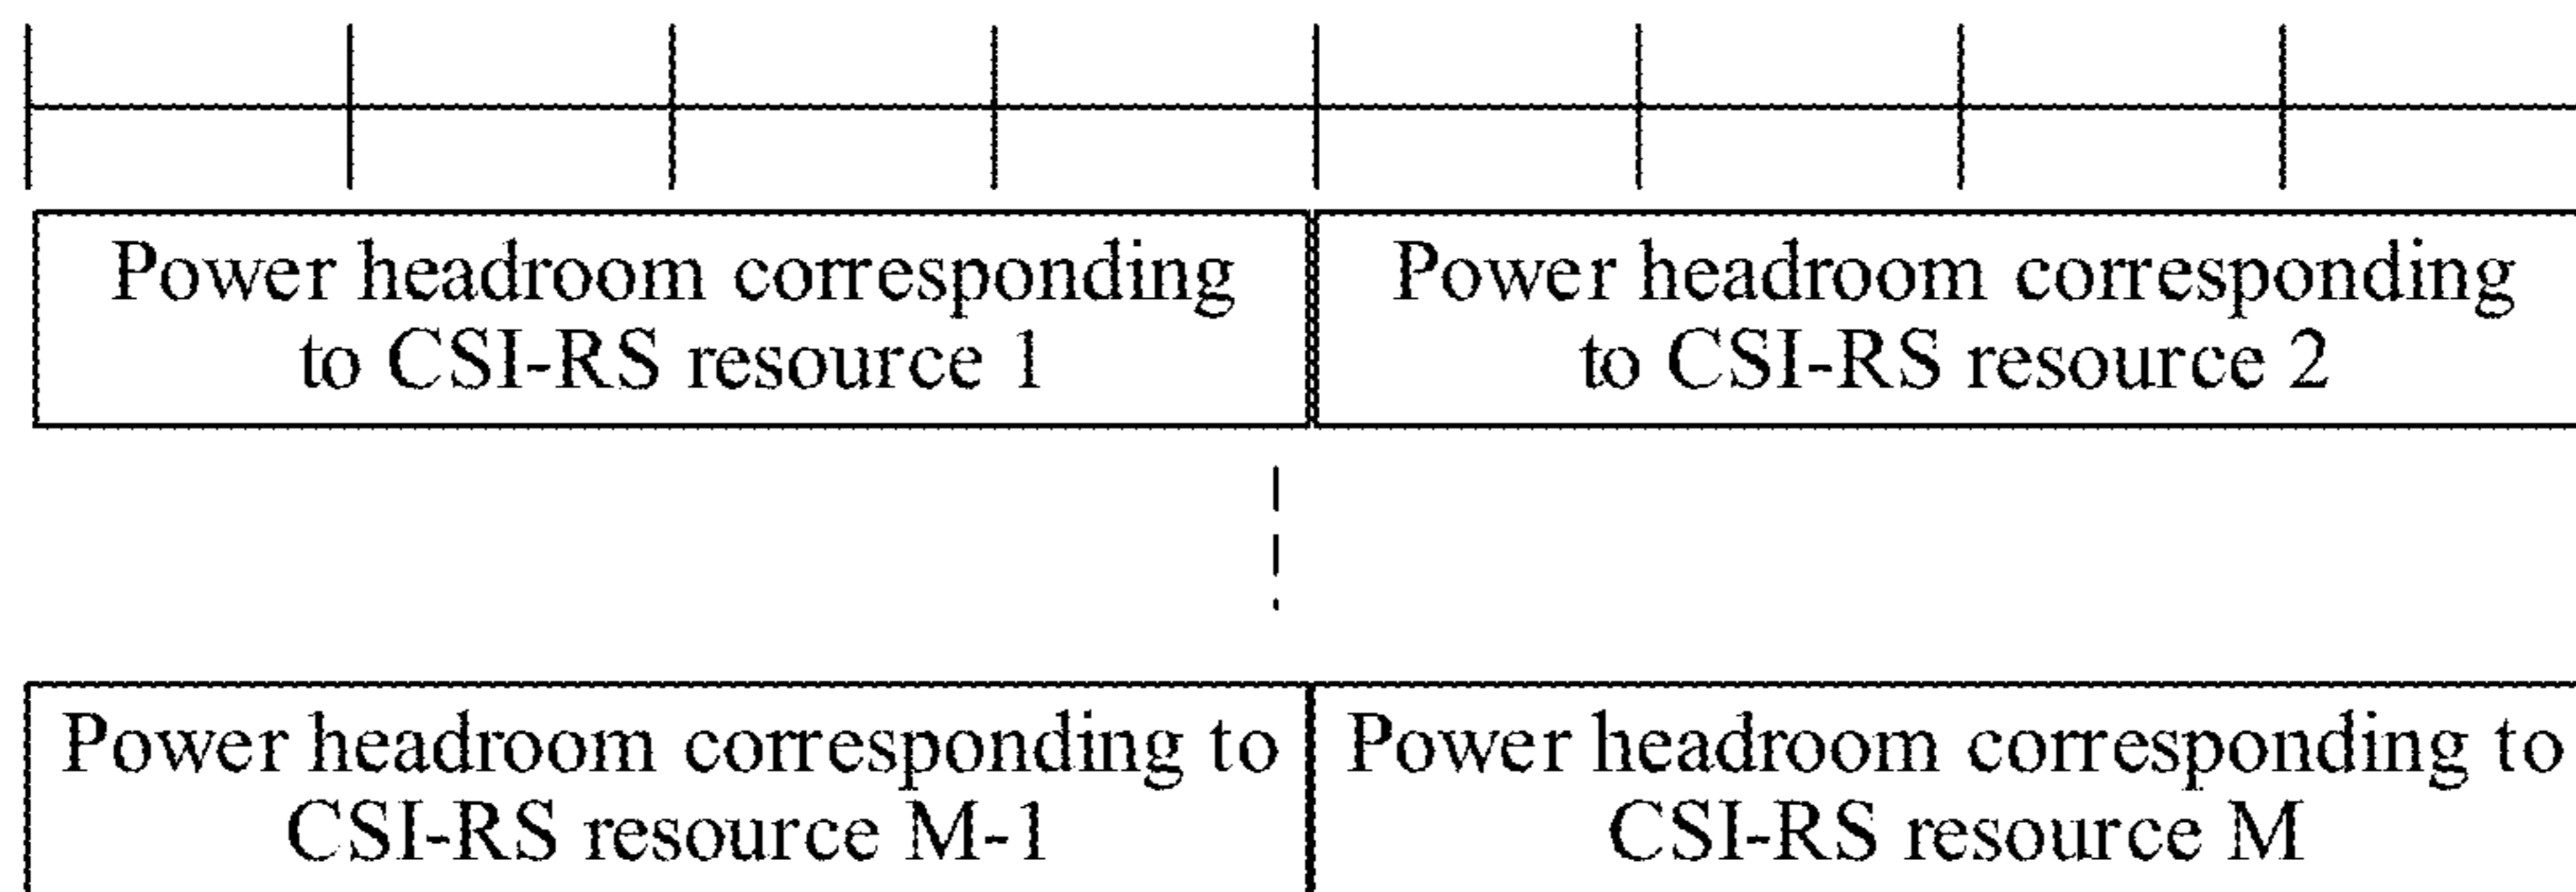 Power headroom corresponding
to CSI-RS resource 1
Power headroom corresponding
to CSI-RS resource 2
Power headroom corresponding to
CSI-RS resource M-1
Power headroom corresponding to
CSI-RS resource M